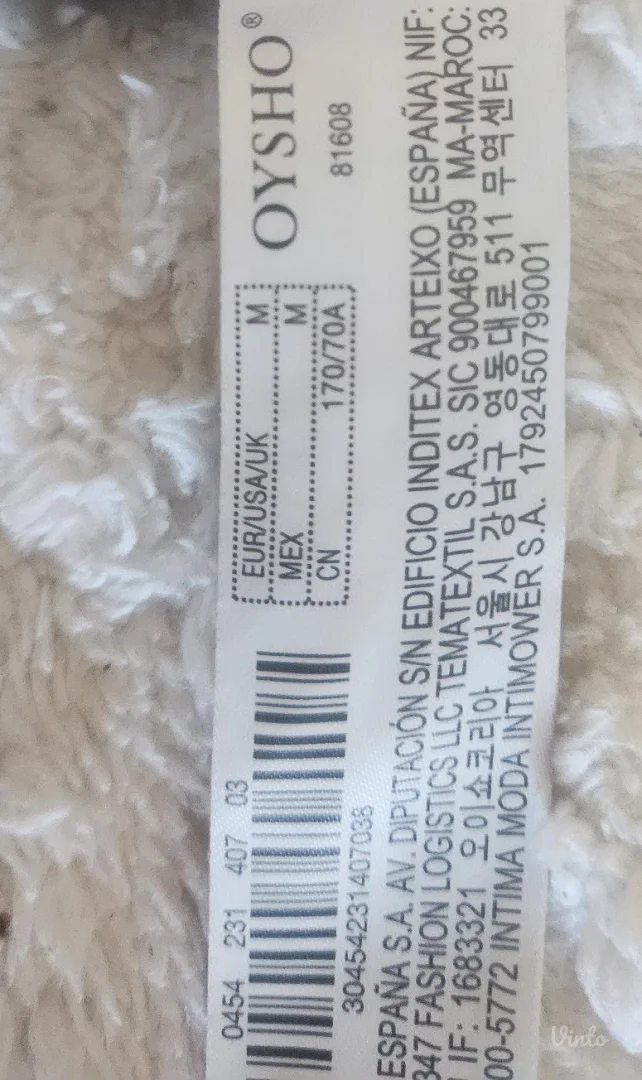 OYSHO®
81608
EUR/USA/UK M
MEX M
CN 170/70A
0454 231 407 03
30454231407038
ESPAÑA S.A. AV. DIPUTACIÓN S/N EDIFICIO INDITEX ARTEIXO (ESPAÑA) NIF:
347 FASHION LOGISTICS LLC TEMATEXTIL S.A.S. SIC 900467959 MA-MAROC:
IF: 1683321 오이쇼코리아 서울시 강남구 영동대로 511 무역센터 33
00-5772 INTIMA MODA INTIMOWER S.A. 1792450799001
Vinto